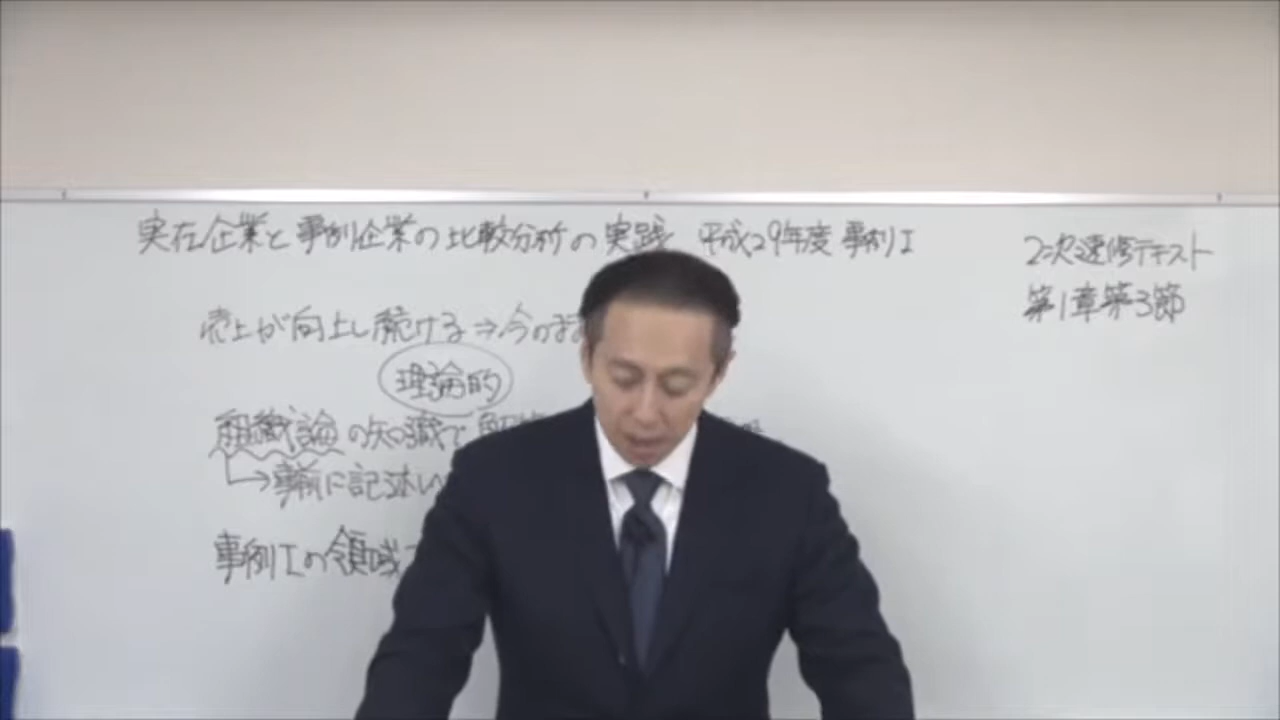 実在企業と事例企業の比較分析の実践 平成29年度 事例Ⅰ
2次速修テキスト
第1章第3節
売上が向上し続ける⇒今のま
理論的
組織論の知識で
→事前に記述い
事例Ⅰの領域